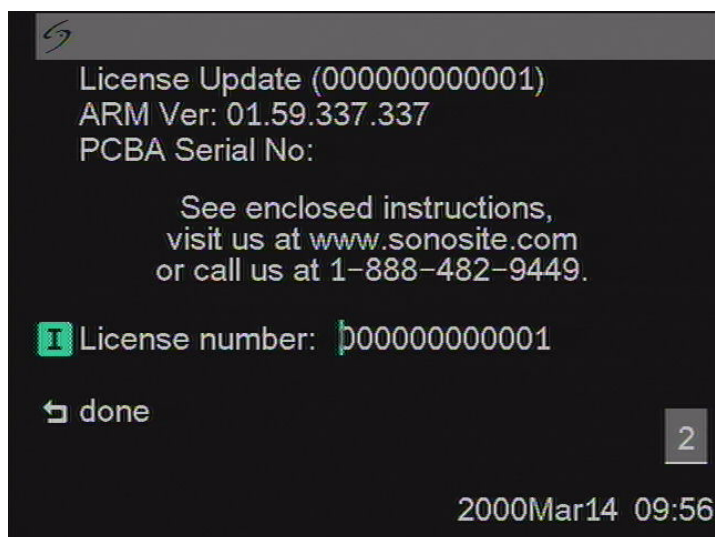 License Update (000000000001)
ARM Ver: 01.59.337.337
PCBA Serial No:
See enclosed instructions,
visit us at www.sonosite.com
or call us at 1-888-482-9449.
I License number: 000000000001
done
2
2000Mar14 09:56